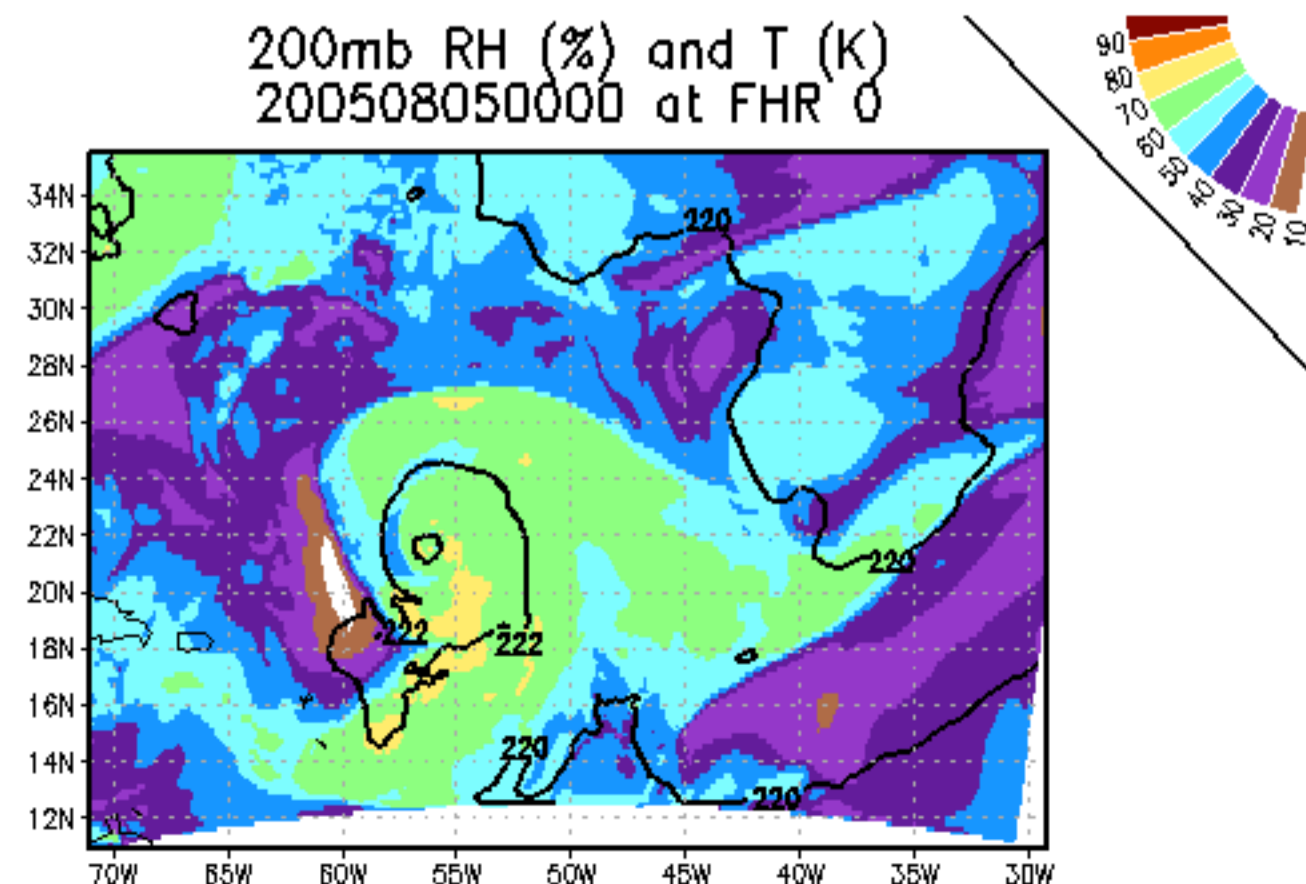 200mb RH (%) and T (K)
200508050000 at FHR 0
90
80
70
60
50
40
30
20
10
34N
32N
30N
28N
26N
24N
22N
20N
18N
16N
14N
12N
220
220
222
222
220
220
70W 65W 60W 55W 50W 45W 40W 35W 30W